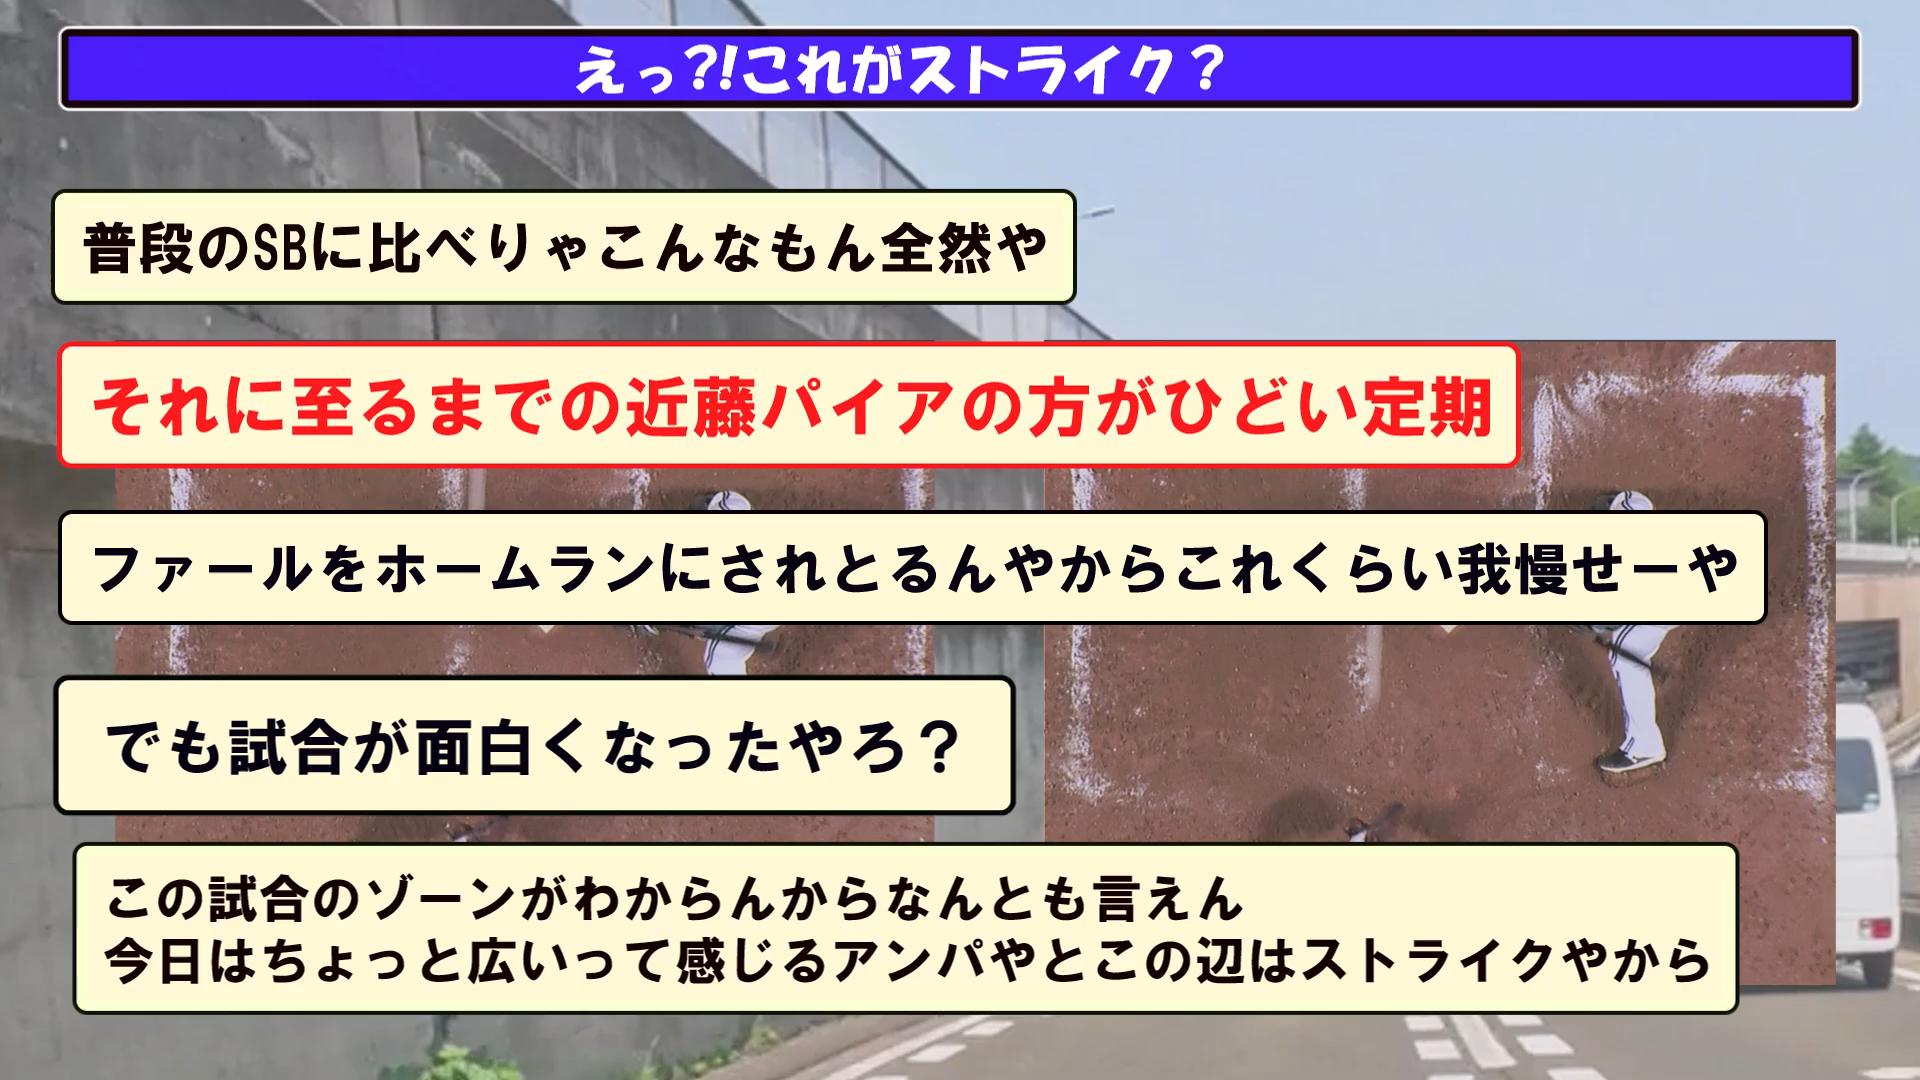 えっ?!これがストライク？
普段のSBに比べりゃこんなもん全然や
それに至るまでの近藤パイアの方がひどい定期
ファールをホームランにされとるんやからこれくらい我慢せーや
でも試合が面白くなったやろ？
この試合のゾーンがわからんからなんとも言えん
今日はちょっと広いって感じるアンパやとこの辺はストライクやから